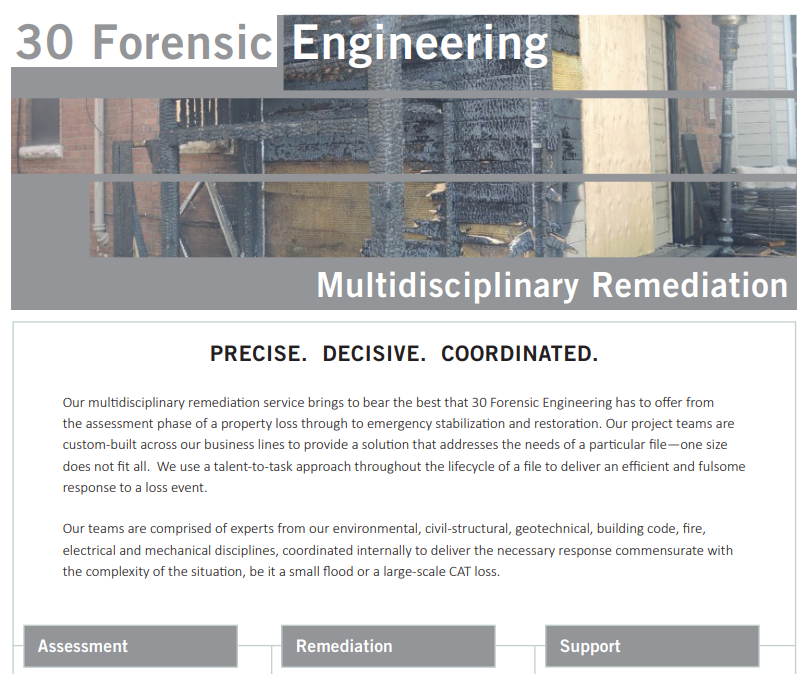 30 Forensic Engineering
Multidisciplinary Remediation
PRECISE. DECISIVE. COORDINATED.
Our multidisciplinary remediation service brings to bear the best that 30 Forensic Engineering has to offer from
the assessment phase of a property loss through to emergency stabilization and restoration. Our project teams are
custom-built across our business lines to provide a solution that addresses the needs of a particular file—one size
does not fit all. We use a talent-to-task approach throughout the lifecycle of a file to deliver an efficient and fulsome
response to a loss event.
Our teams are comprised of experts from our environmental, civil-structural, geotechnical, building code, fire,
electrical and mechanical disciplines, coordinated internally to deliver the necessary response commensurate with
the complexity of the situation, be it a small flood or a large-scale CAT loss.
Assessment
Remediation
Support